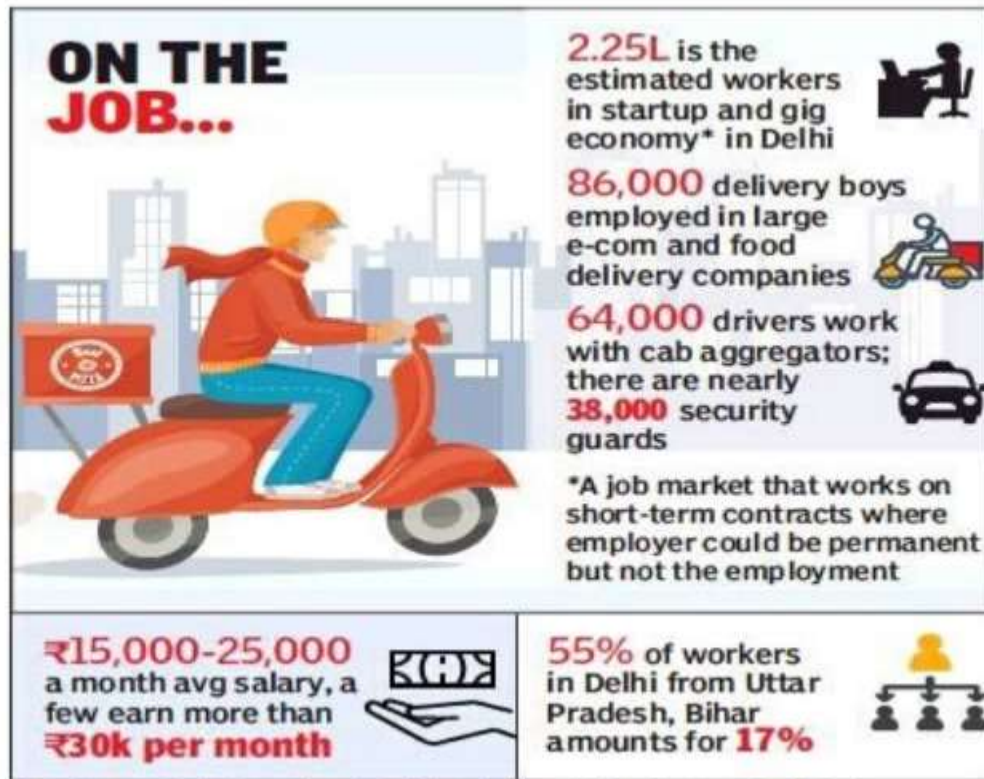 ON THE
JOB...
2.25L is the
estimated workers
in startup and gig
economy* in Delhi
86,000 delivery boys
employed in large
e-com and food
delivery companies
64,000 drivers work
with cab aggregators;
there are nearly
38,000 security
guards
*A job market that works on
short-term contracts where
employer could be permanent
but not the employment
₹15,000-25,000
a month avg salary, a
few earn more than
₹30k per month
55% of workers
in Delhi from Uttar
Pradesh, Bihar
amounts for 17%